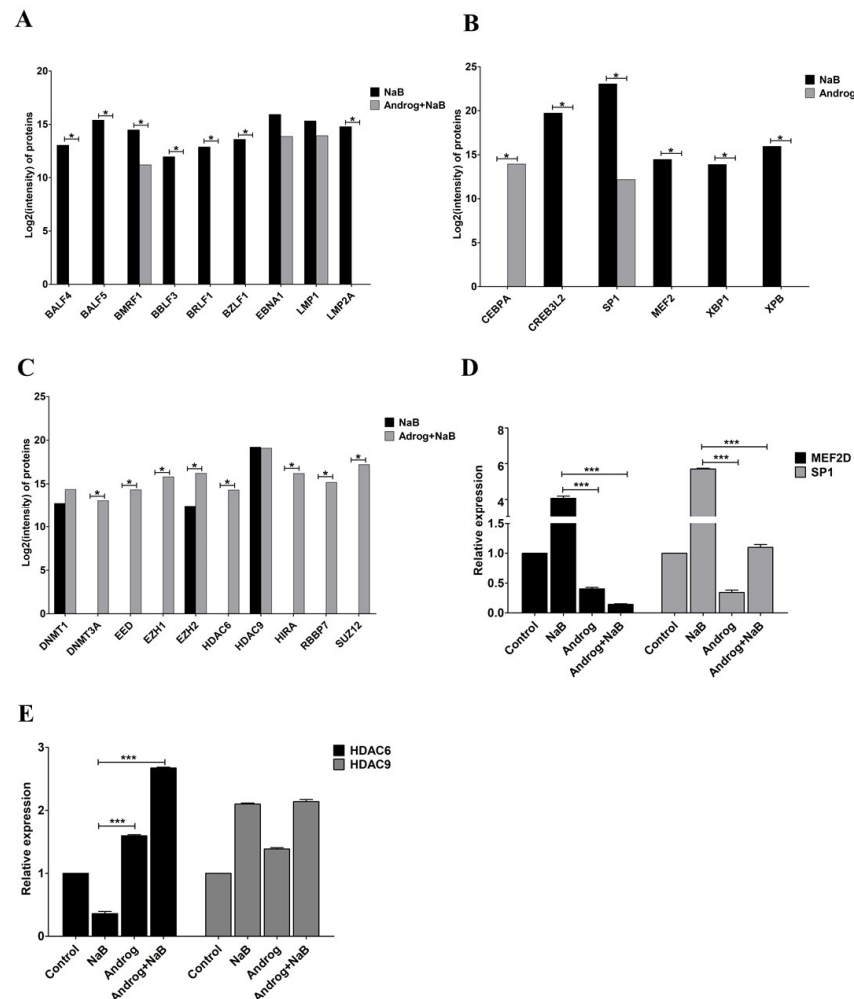 A
Log2(intensity) of proteins
20
15
10
5
0
* * * * * * *
NaB
Androg+NaB
BALF4 BALF5 BMRF1 BBLF3 BRLF1 BZLF1 EBNA1 LMP1 LMP2A
B
Log2(intensity) of proteins
25
20
15
10
5
0
* * * * * *
NaB
Androg
CEBPA CREB3L2 SP1 MEF2 XBP1 XPB
C
Log2(intensity) of proteins
25
20
15
10
5
0
* * * * * * * *
NaB
Adrog+NaB
DNMT1 DNMT3A EED EZH1 EZH2 HDAC6 HDAC9 HIRA RBBP7 SUZ12
D
Relative expression
8
6
4
1.5
1.0
0.5
0.0
*** *** *** ***
MEF2D
SP1
Control NaB Androg Androg+NaB Control NaB Androg Androg+NaB
E
Relative expression
3
2
1
0
*** ***
HDAC6
HDAC9
Control NaB Androg Androg+NaB Control NaB Androg Androg+NaB